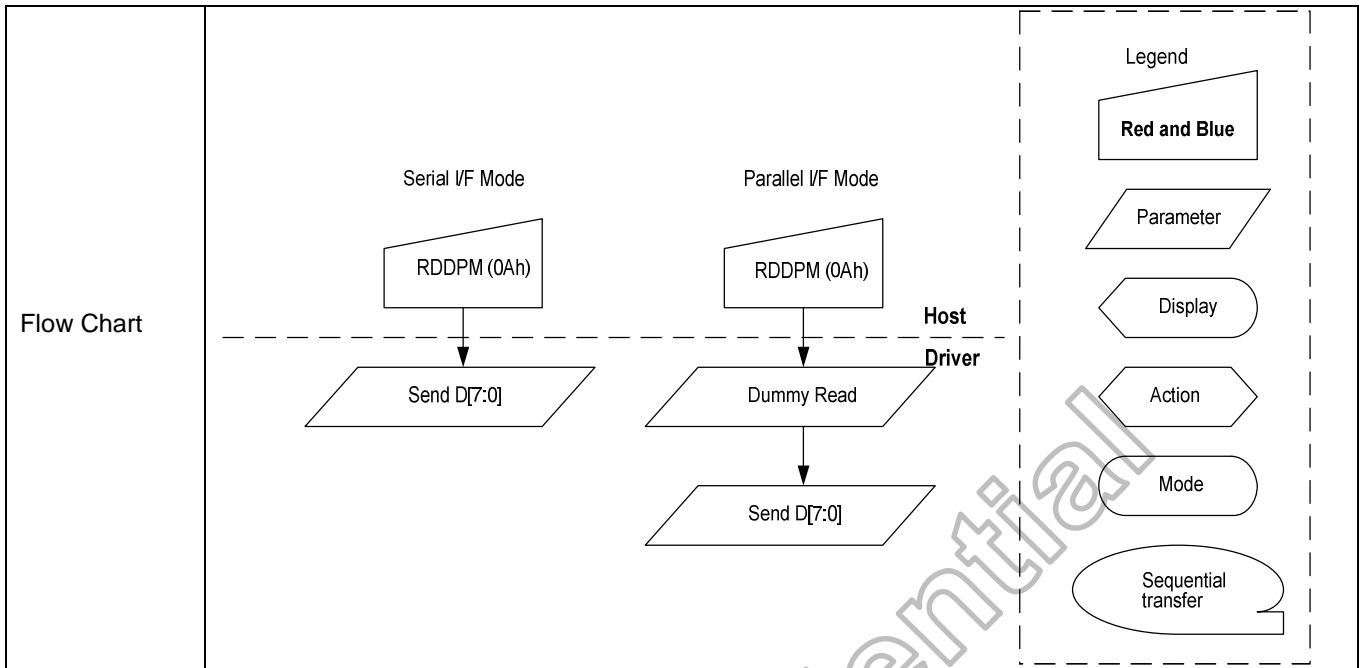 Flow Chart
Serial I/F Mode
RDDPM (0Ah)
Send D[7:0]
Parallel I/F Mode
RDDPM (0Ah)
Host
Driver
Dummy Read
Send D[7:0]
Legend
Red and Blue
Parameter
Display
Action
Mode
Sequential
transfer